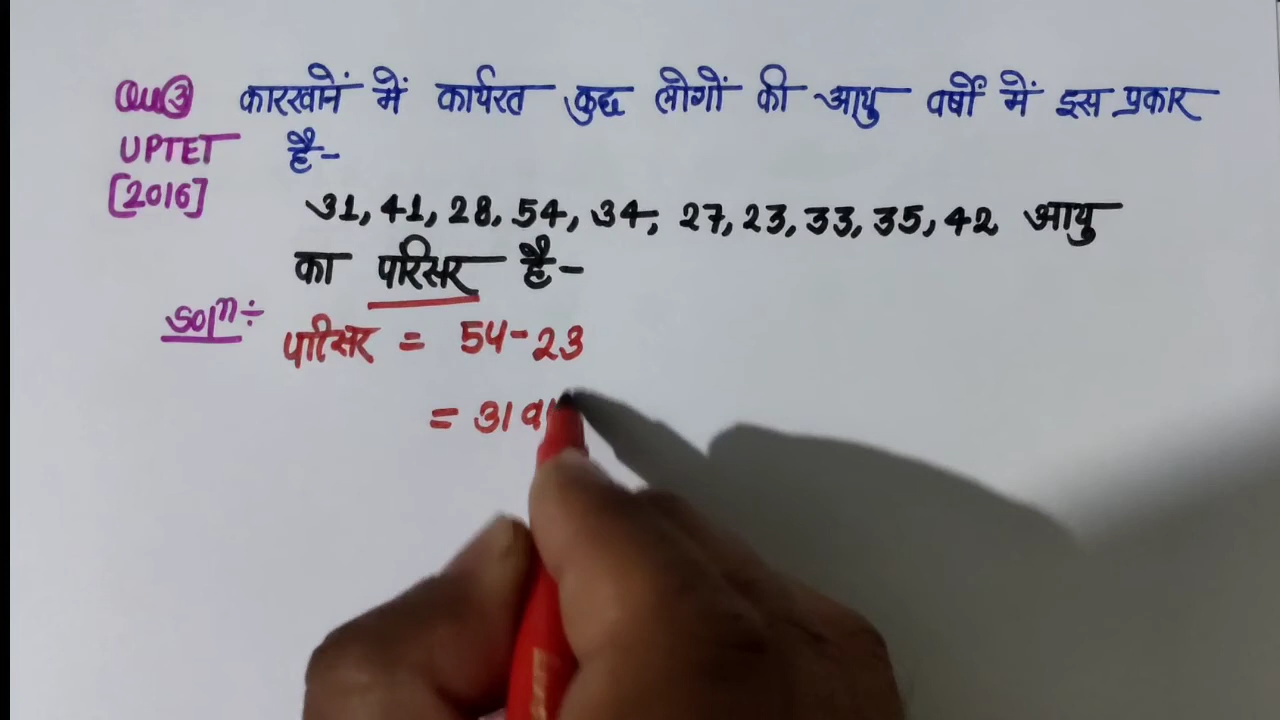 Que③ कारखानें में कार्यरत कुछ लोगों की आयु वर्षों में इस प्रकार
UPTET है-
[2016]
31, 41, 28, 54, 34, 27, 23, 33, 35, 42 आयु
का परिसर है-
Solⁿ÷ परिसर = 54-23
= 31 व